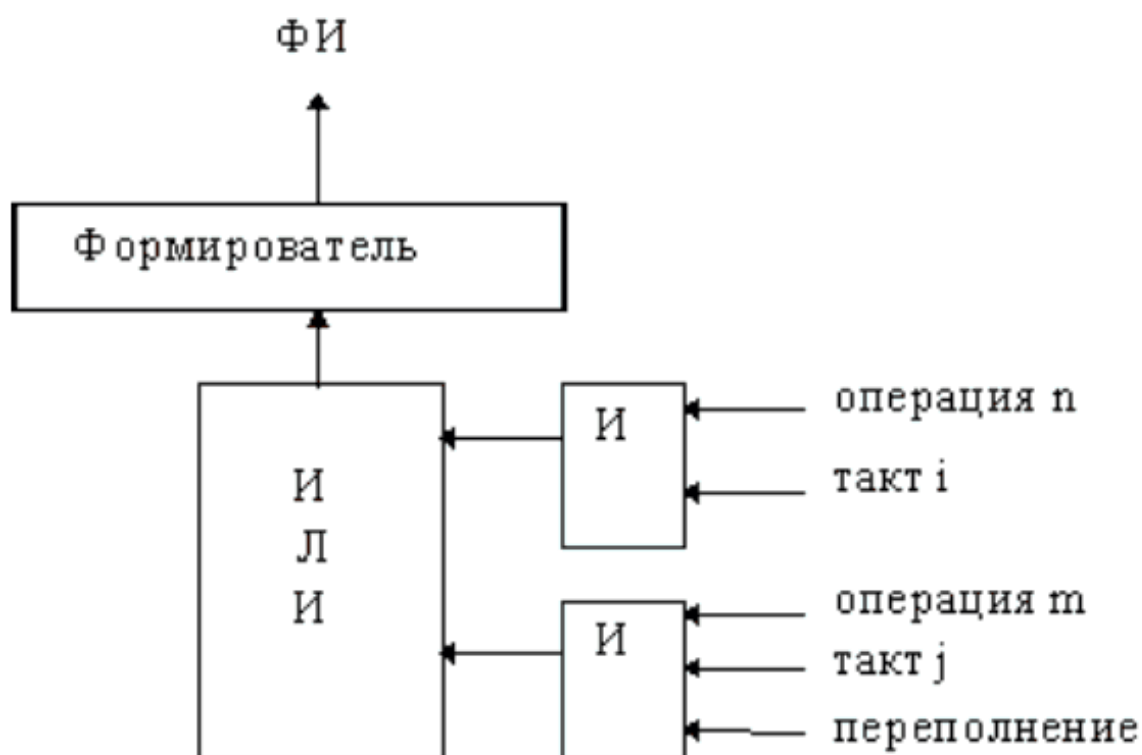 ФИ
Формирователь
И
операция n
такт i
И
Л
И
И
операция m
такт j
переполнение